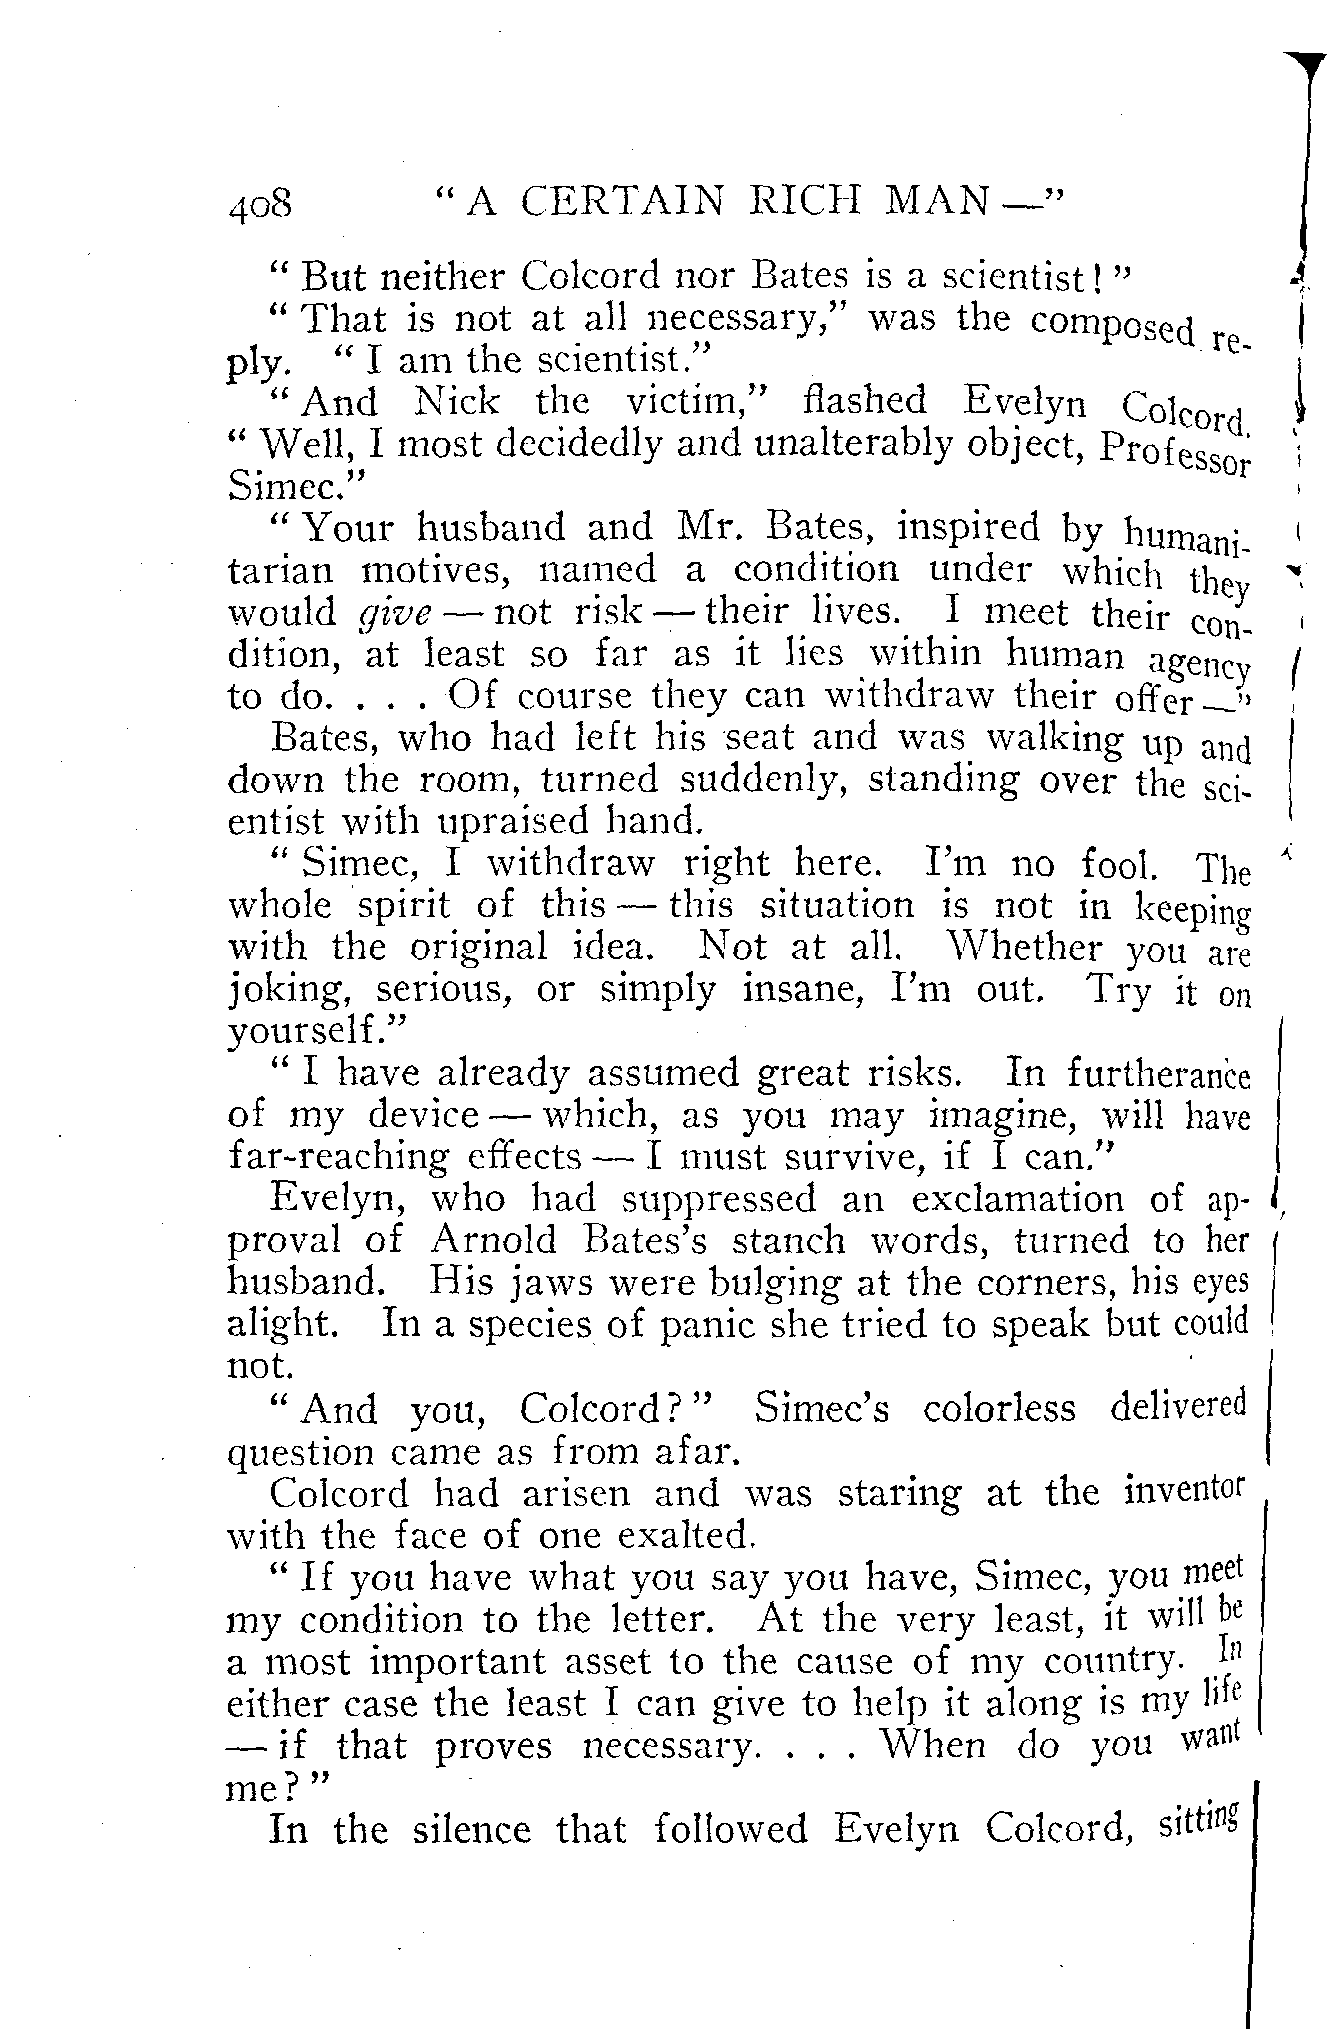 408 " A CERTAIN RICH MAN —"
" But neither Colcord nor Bates is a scientist! "
" That is not at all necessary," was the composed re-
ply. " I am the scientist."
" And Nick the victim," flashed Evelyn Colcord.
" Well, I most decidedly and unalterably object, Professor
Simec."
" Your husband and Mr. Bates, inspired by humani-
tarian motives, named a condition under which they
would give — not risk — their lives. I meet their con-
dition, at least so far as it lies within human agency
to do. . . . Of course they can withdraw their offer —"
Bates, who had left his seat and was walking up and
down the room, turned suddenly, standing over the sci-
entist with upraised hand.
" Simec, I withdraw right here. I'm no fool. The
whole spirit of this — this situation is not in keeping
with the original idea. Not at all. Whether you are
joking, serious, or simply insane, I'm out. Try it on
yourself."
" I have already assumed great risks. In furtherance
of my device — which, as you may imagine, will have
far-reaching effects — I must survive, if I can."
Evelyn, who had suppressed an exclamation of ap-
proval of Arnold Bates's stanch words, turned to her
husband. His jaws were bulging at the corners, his eyes
alight. In a species of panic she tried to speak but could
not.
" And you, Colcord? " Simec's colorless delivered
question came as from afar.
Colcord had arisen and was staring at the inventor
with the face of one exalted.
" If you have what you say you have, Simec, you meet
my condition to the letter. At the very least, it will be
a most important asset to the cause of my country. In
either case the least I can give to help it along is my life
— if that proves necessary. . . . When do you want
me? "
In the silence that followed Evelyn Colcord, sitting